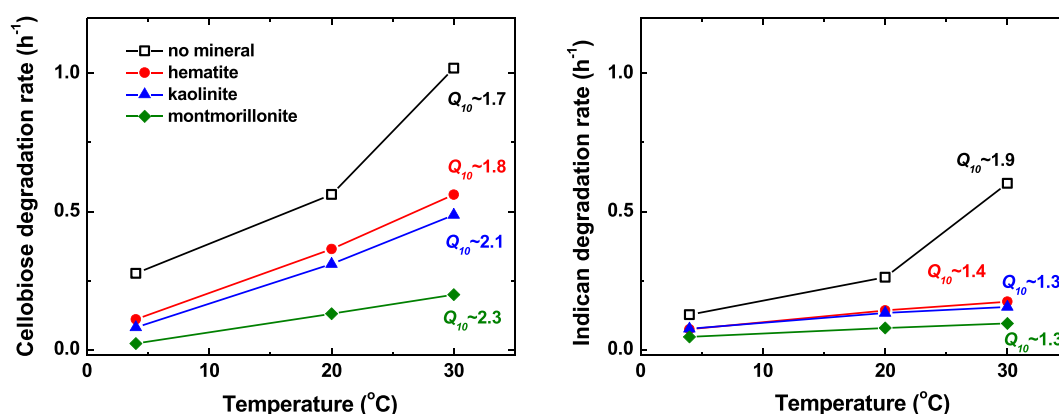 Cellobiose degradation rate (h⁻¹)
1.0
0.5
0.0
no mineral
hematite
kaolinite
montmorillonite
Q₁₀~1.7
Q₁₀~1.8
Q₁₀~2.1
Q₁₀~2.3
0 10 20 30
Temperature (°C)
Indican degradation rate (h⁻¹)
1.0
0.5
0.0
Q₁₀~1.9
Q₁₀~1.4
Q₁₀~1.3
Q₁₀~1.3
0 10 20 30
Temperature (°C)